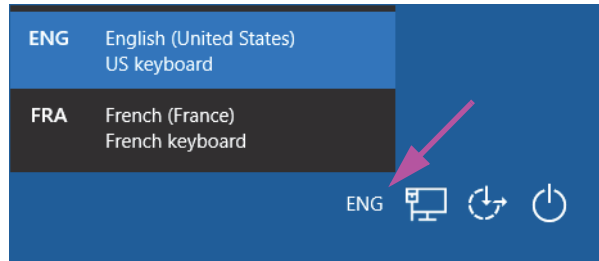 ENG English (United States)
US keyboard
FRA French (France)
French keyboard
ENG